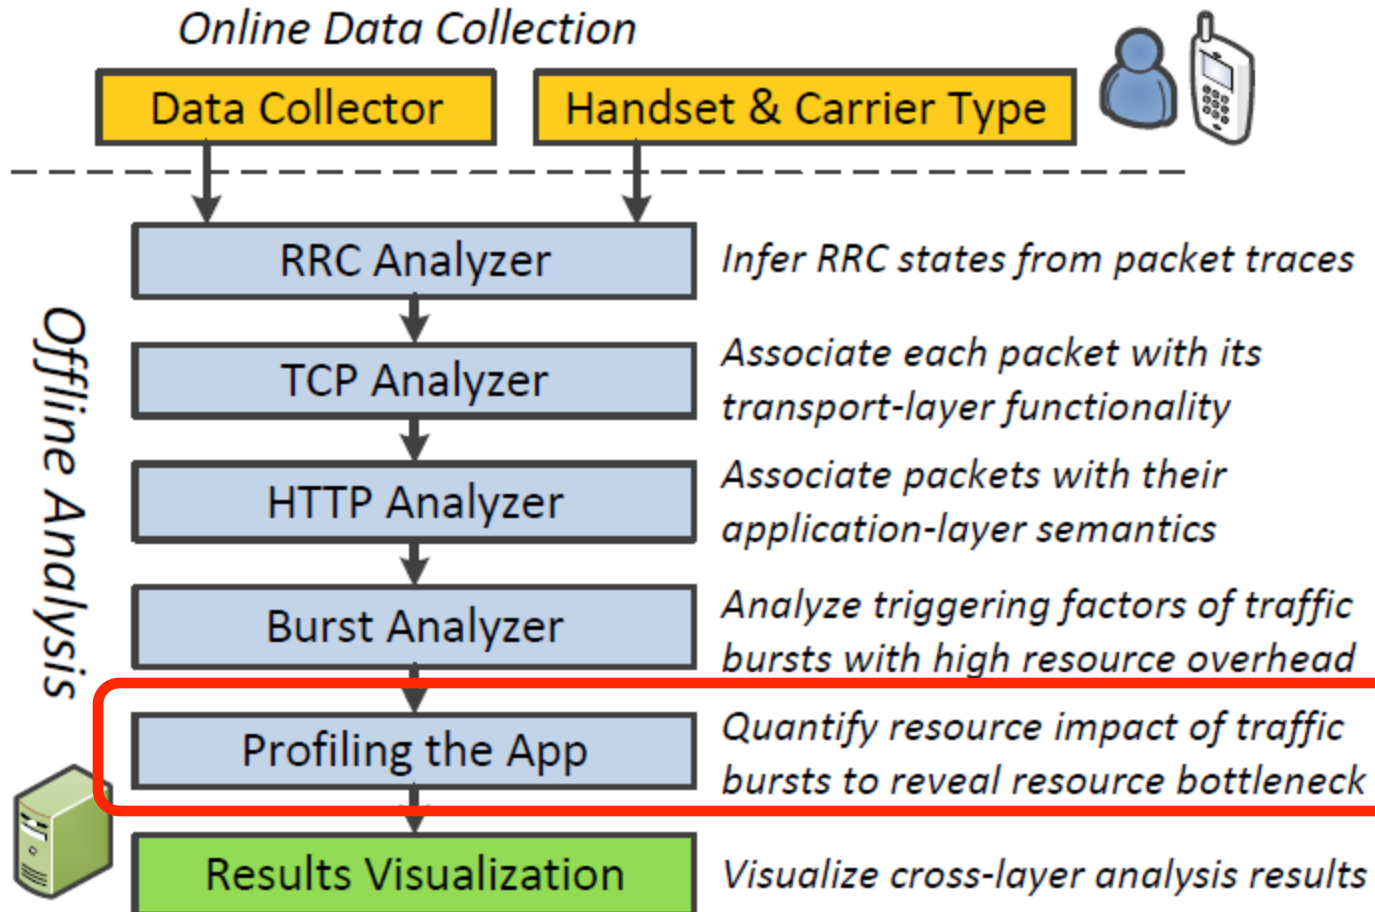 Online Data Collection
Data Collector
Handset & Carrier Type
Offline Analysis
RRC Analyzer
Infer RRC states from packet traces
TCP Analyzer
Associate each packet with its
transport-layer functionality
HTTP Analyzer
Associate packets with their
application-layer semantics
Burst Analyzer
Analyze triggering factors of traffic
bursts with high resource overhead
Profiling the App
Quantify resource impact of traffic
bursts to reveal resource bottleneck
Results Visualization
Visualize cross-layer analysis results